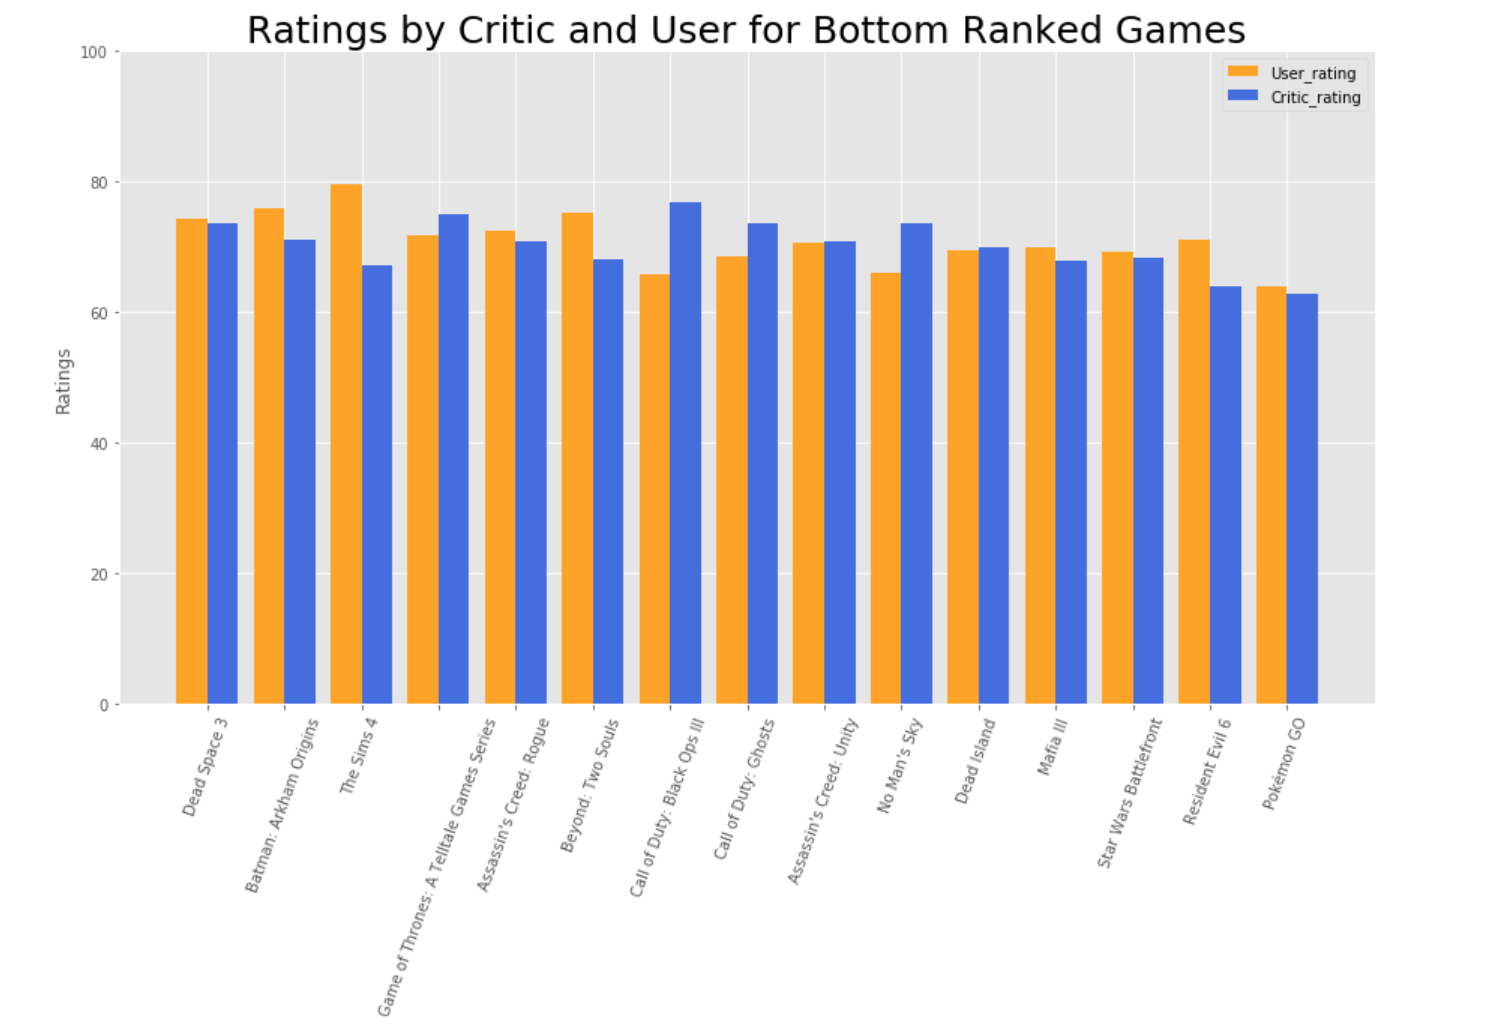 Ratings by Critic and User for Bottom Ranked Games
User_rating
Critic_rating
100
80
60
40
20
0
Ratings
Dead Space 3
Batman: Arkham Origins
The Sims 4
Game of Thrones: A Telltale Games Series
Assassin's Creed: Rogue
Beyond: Two Souls
Call of Duty: Black Ops III
Call of Duty: Ghosts
Assassin's Creed: Unity
No Man's Sky
Dead Island
Mafia III
Star Wars Battlefront
Resident Evil 6
Pokémon GO